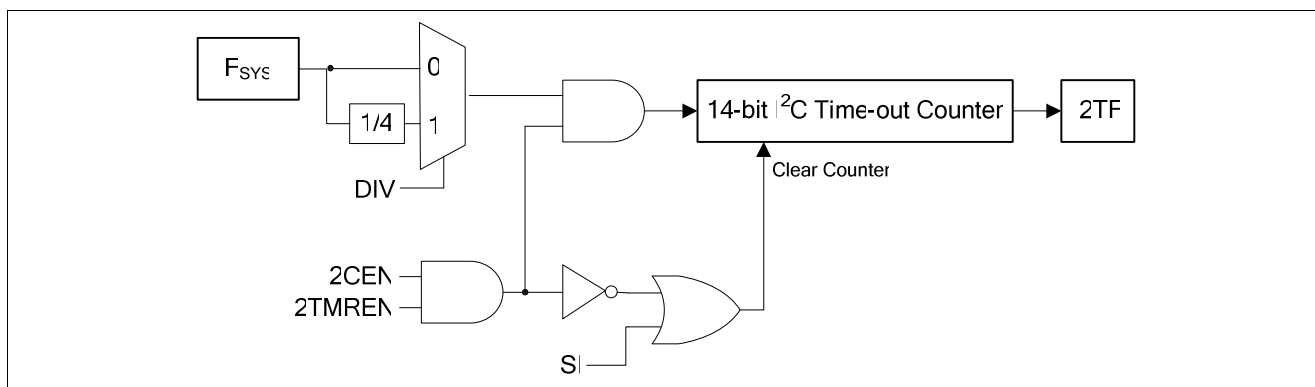 FSYS
0
1/4
1
DIV
14-bit I²C Time-out Counter
2TF
Clear Counter
2CEN
2TMREN
SI